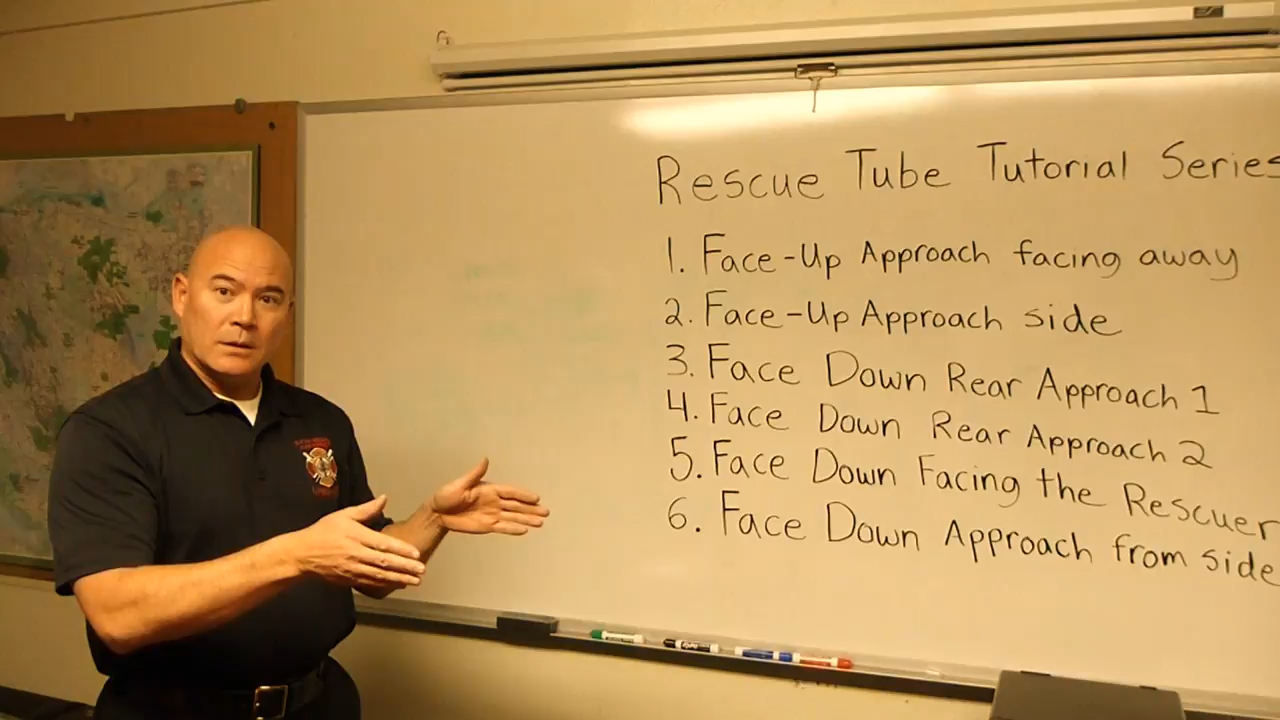 Rescue Tube Tutorial Series
1. Face-Up Approach facing away
2. Face-Up Approach side
3. Face Down Rear Approach 1
4. Face Down Rear Approach 2
5. Face Down Facing the Rescuer
6. Face Down Approach from side